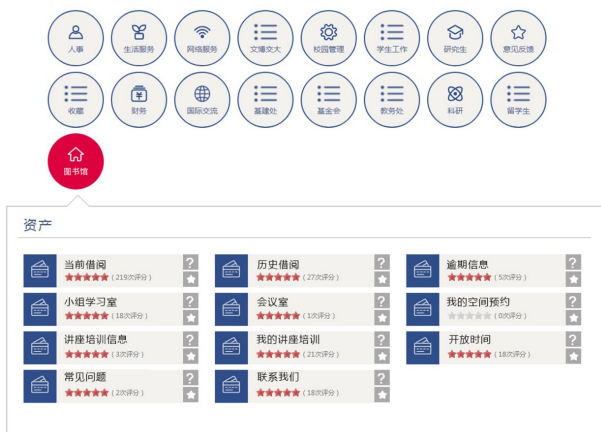 人事
生活服务
网络服务
文博交大
校园管理
学生工作
研究生
意见反馈
收藏
财务
国际交流
基建处
基金会
教务处
科研
留学生
图书馆
资产
当前借阅
?
(219次评分)
历史借阅
?
(27次评分)
逾期信息
?
(5次评分)
小组学习室
?
(18次评分)
会议室
?
(1次评分)
我的空间预约
?
(0次评分)
讲座培训信息
?
(3次评分)
我的讲座培训
?
(21次评分)
开放时间
?
(18次评分)
常见问题
?
(2次评分)
联系我们
?
(18次评分)